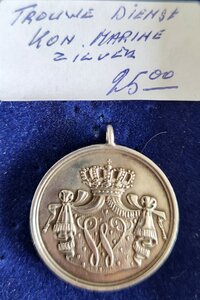 TROUWE DIENST
KON. MARINE
ZILVER
25.00
W